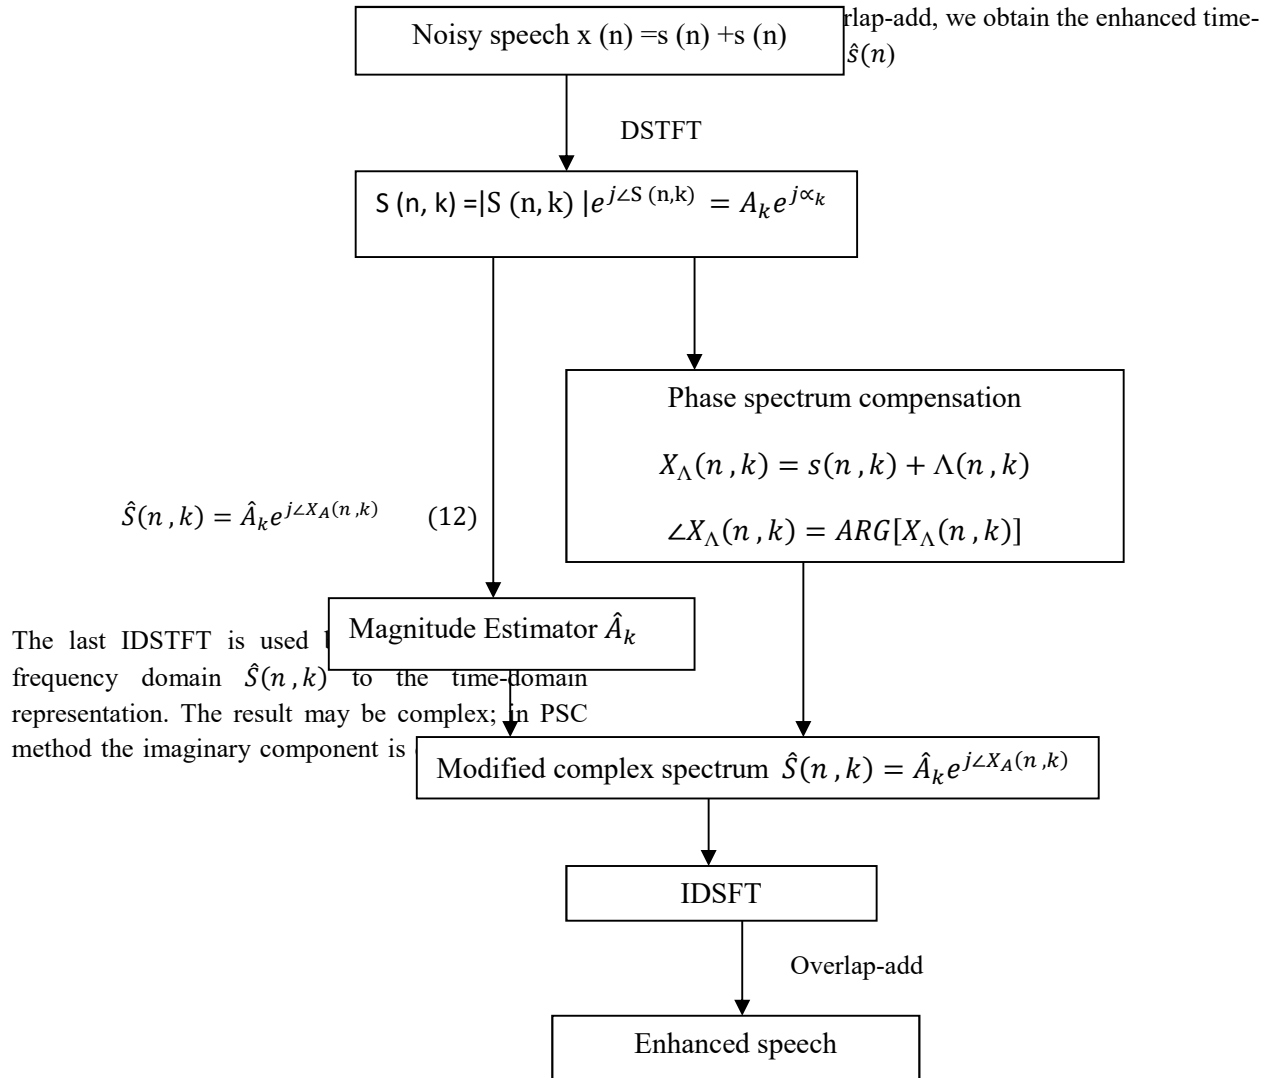 Noisy speech x (n) =s (n) +s (n)
rlap-add, we obtain the enhanced time-
ŝ(n)
DSTFT
S (n, k) =|S (n, k) |e^{j∠S (n,k)} = A_k e^{j∝_k}
Phase spectrum compensation
X_Λ(n , k) = s(n , k) + Λ(n , k)
∠X_Λ(n , k) = ARG[X_Λ(n , k)]
Ŝ(n , k) = Â_k e^{j∠X_A(n ,k)} (12)
Magnitude Estimator Â_k
The last IDSTFT is used
frequency domain Ŝ(n , k) to the time-domain
representation. The result may be complex; in PSC
method the imaginary component is
Modified complex spectrum Ŝ(n , k) = Â_k e^{j∠X_A(n ,k)}
IDSFT
Overlap-add
Enhanced speech